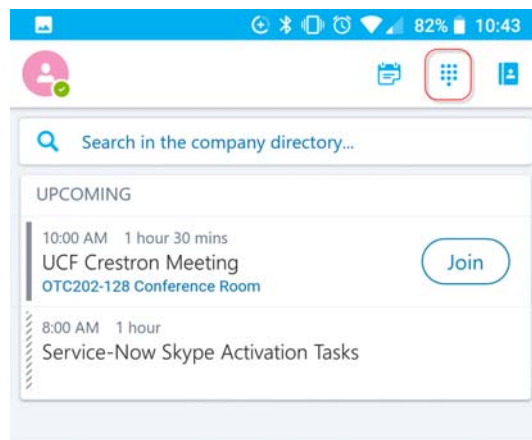 82% 10:43
Search in the company directory...
UPCOMING
10:00 AM 1 hour 30 mins
UCF Crestron Meeting
Join
OTC202-128 Conference Room
8:00 AM 1 hour
Service-Now Skype Activation Tasks